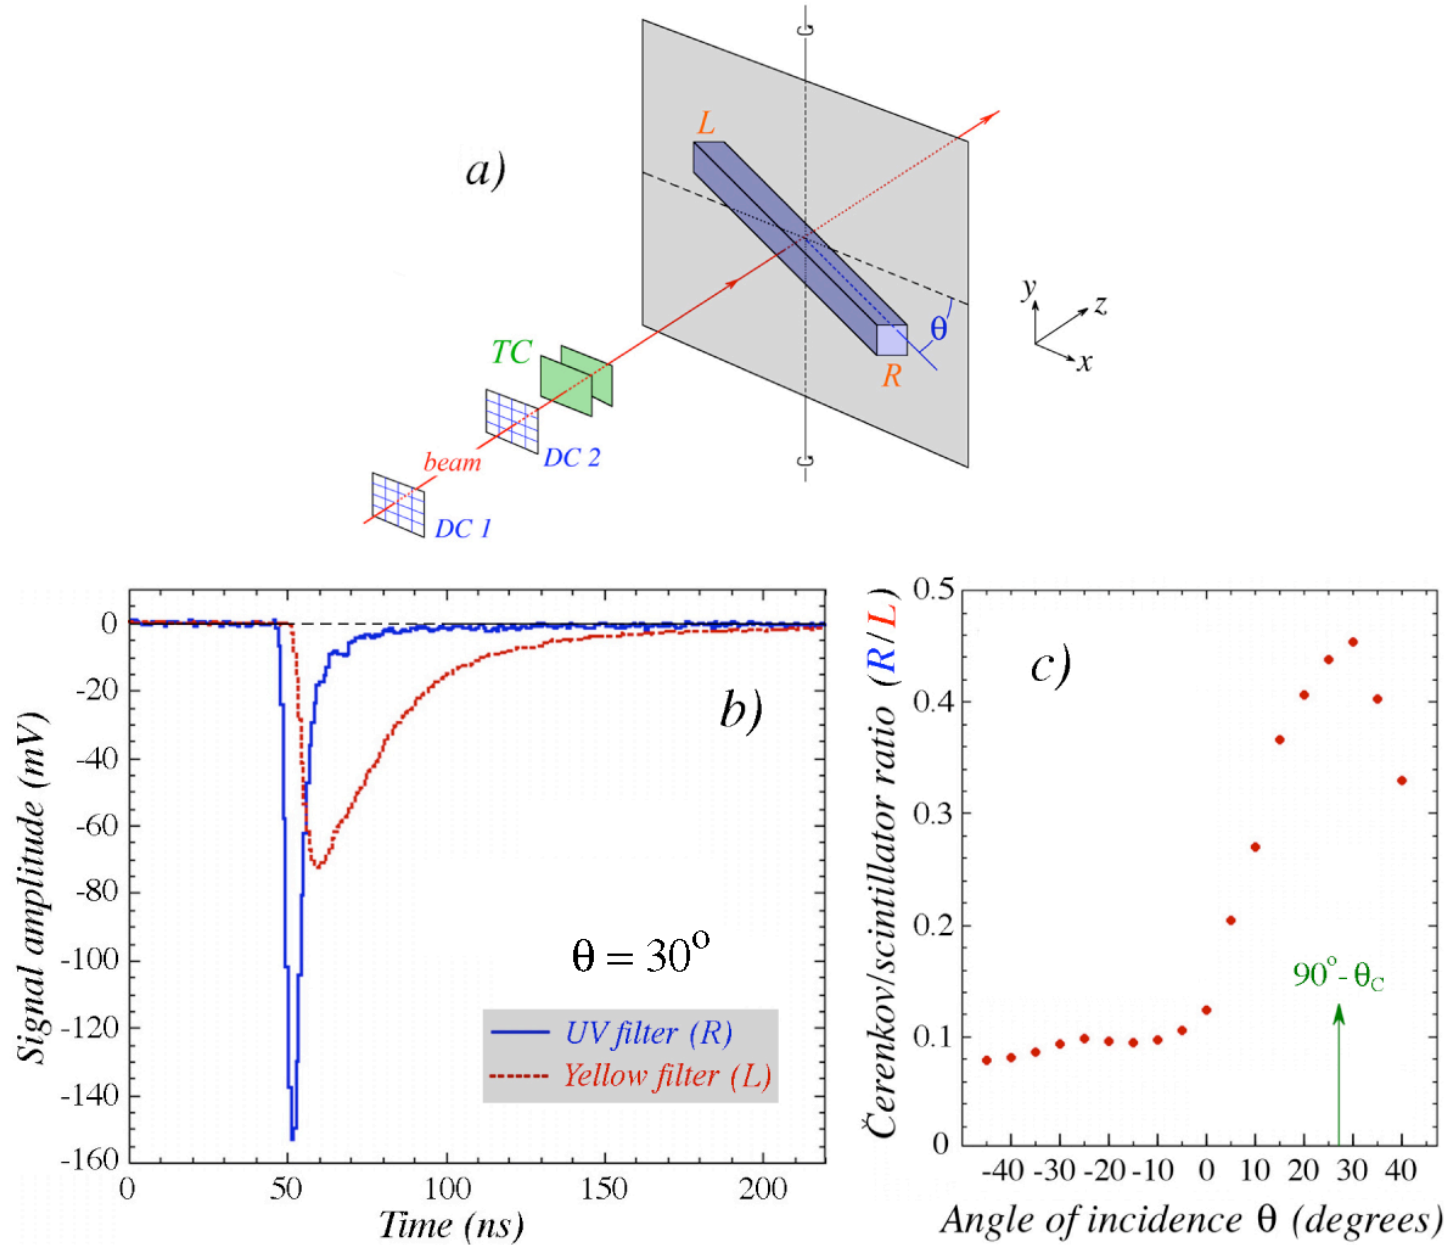 a)
L
R
θ
y
z
x
TC
DC 2
beam
DC 1
b)
Signal amplitude (mV)
0
-20
-40
-60
-80
-100
-120
-140
-160
θ = 30°
UV filter (R)
Yellow filter (L)
0 50 100 150 200
Time (ns)
c)
Čerenkov/scintillator ratio (R/L)
0.5
0.4
0.3
0.2
0.1
0
90°- θC
-40 -30 -20 -10 0 10 20 30 40
Angle of incidence θ (degrees)